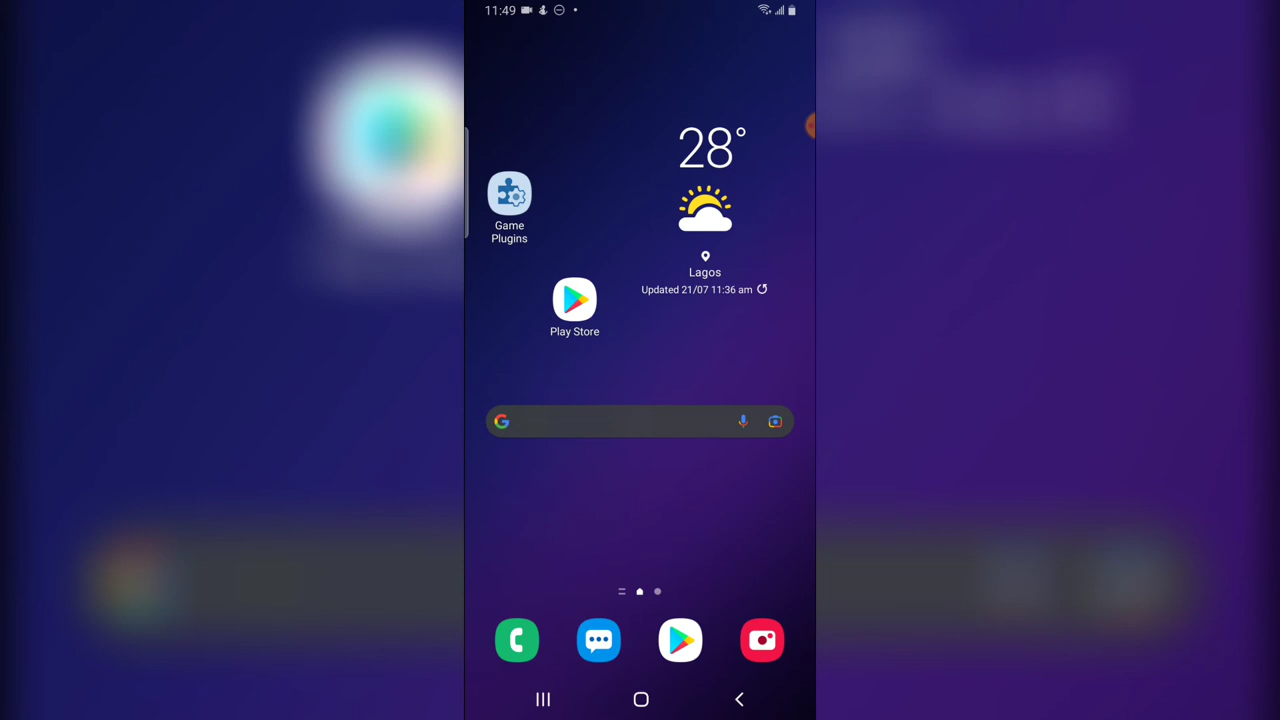 11:49
28°
Game
Plugins
Lagos
Updated 21/07 11:36 am
Play Store